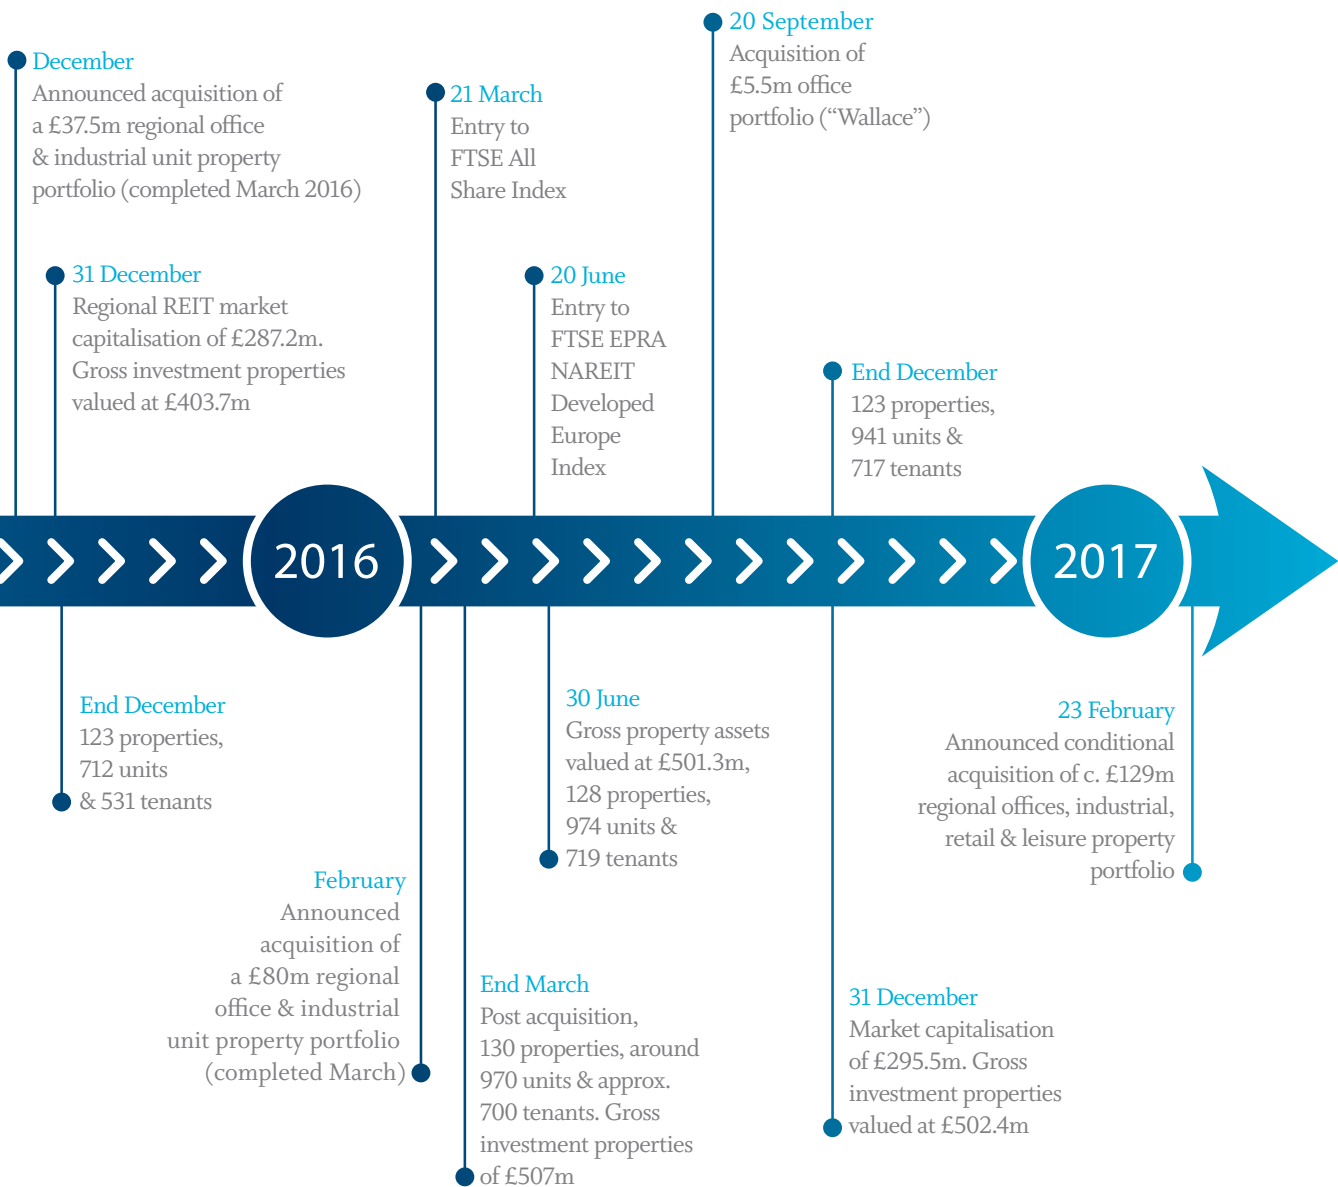 December
Announced acquisition of
a £37.5m regional office
& industrial unit property
portfolio (completed March 2016)
31 December
Regional REIT market
capitalisation of £287.2m.
Gross investment properties
valued at £403.7m
21 March
Entry to
FTSE All
Share Index
20 June
Entry to
FTSE EPRA
NAREIT
Developed
Europe
Index
20 September
Acquisition of
£5.5m office
portfolio (“Wallace”)
End December
123 properties,
941 units &
717 tenants
2016
2017
End December
123 properties,
712 units
& 531 tenants
February
Announced
acquisition of
a £80m regional
office & industrial
unit property portfolio
(completed March)
End March
Post acquisition,
130 properties, around
970 units & approx.
700 tenants. Gross
investment properties
of £507m
30 June
Gross property assets
valued at £501.3m,
128 properties,
974 units &
719 tenants
31 December
Market capitalisation
of £295.5m. Gross
investment properties
valued at £502.4m
23 February
Announced conditional
acquisition of c. £129m
regional offices, industrial,
retail & leisure property
portfolio